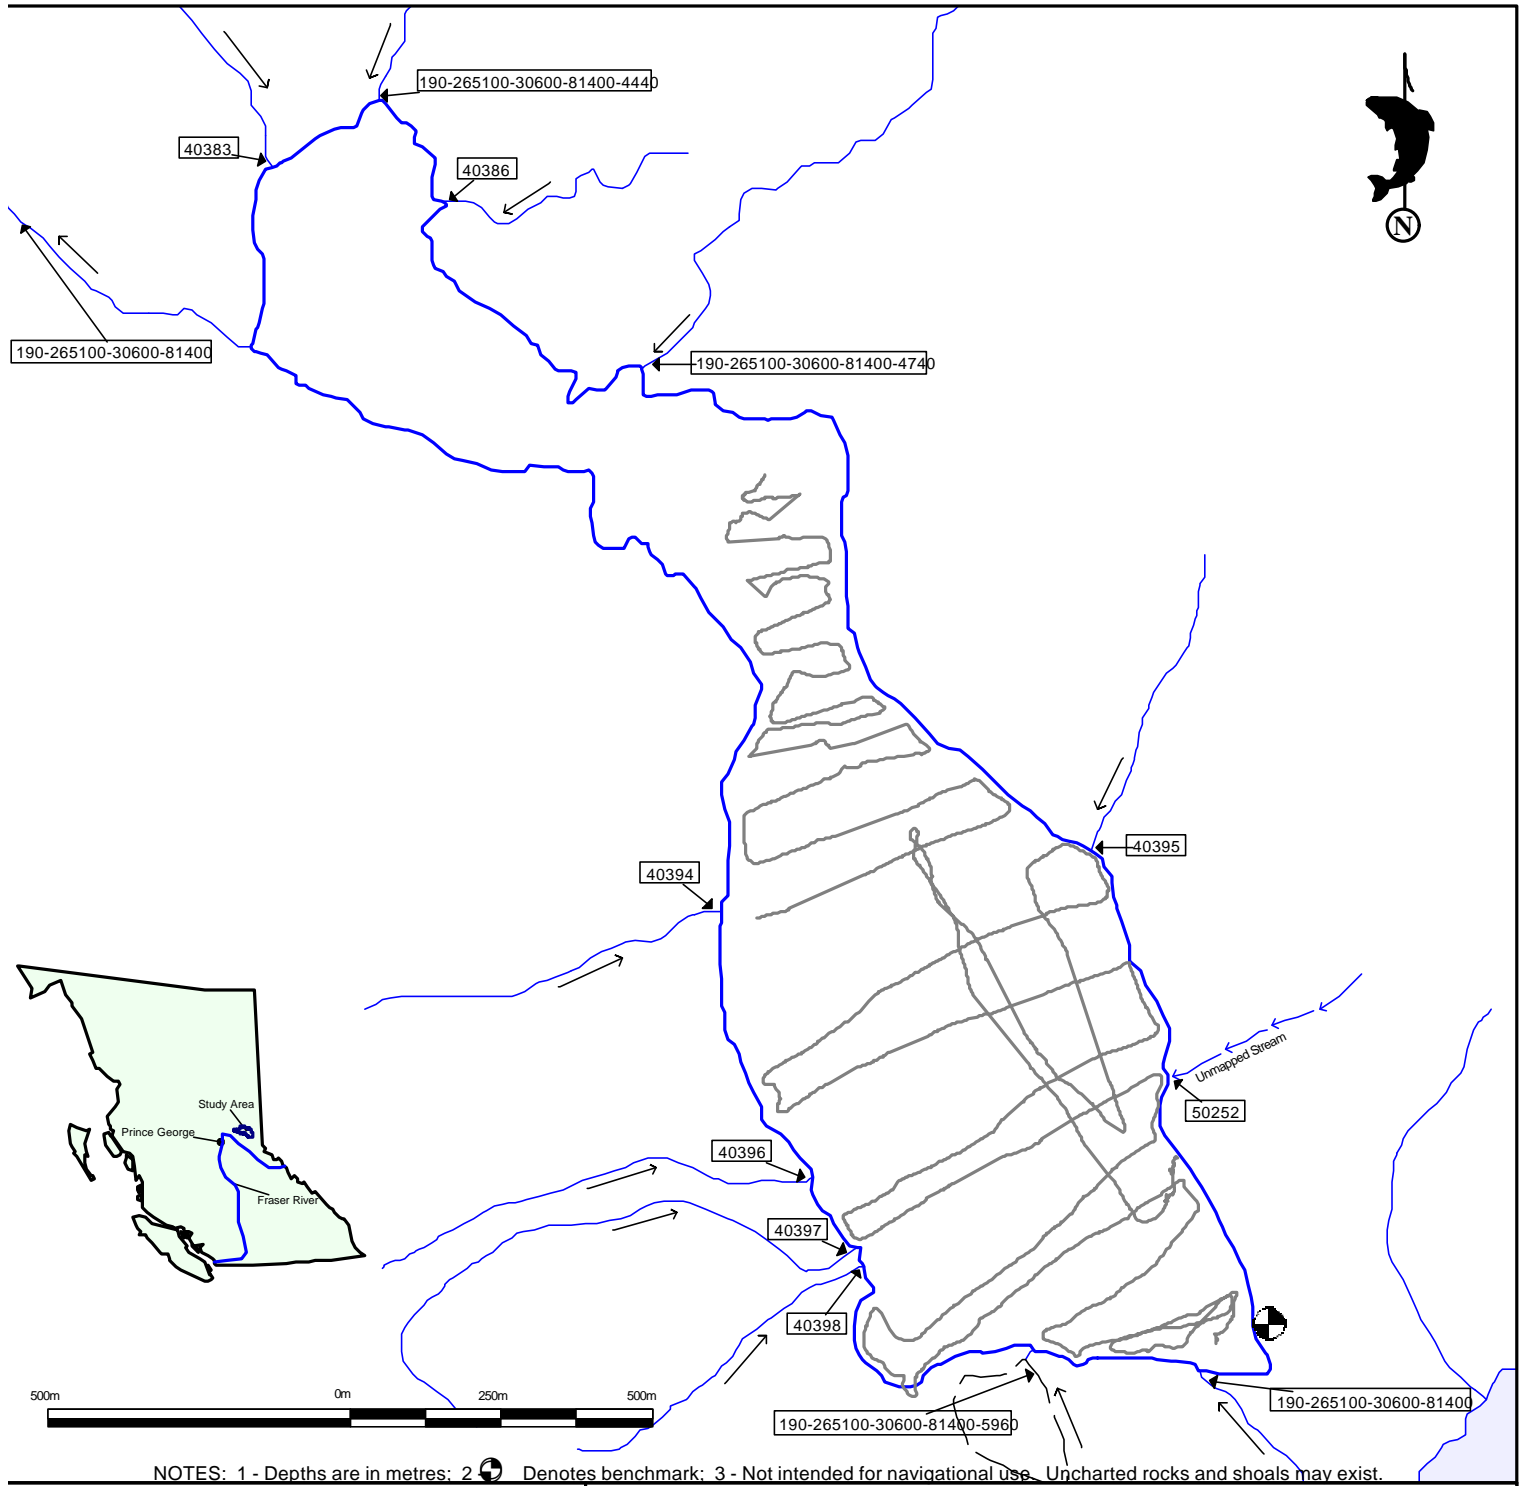 190-265100-30600-81400-4440
40383
40386
N
190-265100-30600-81400
190-265100-30600-81400-4740
40395
40394
Unmapped Stream
50252
Study Area
Prince George
Fraser River
40396
40397
40398
500m 0m 250m 500m
190-265100-30600-81400
190-265100-30600-81400-5960
NOTES: 1 - Depths are in metres; 2 - Denotes benchmark; 3 - Not intended for navigational use. Uncharted rocks and shoals may exist.